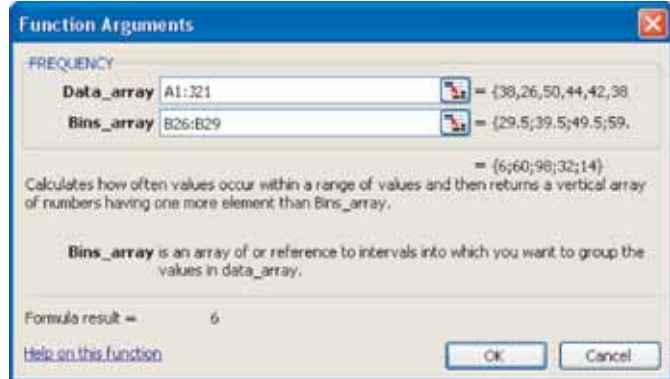 Function Arguments
FREQUENCY
Data_array A1:J21 = {38,26,50,44,42,38
Bins_array B26:B29 = {29.5;39.5;49.5;59.
= {6;60;98;32;14}
Calculates how often values occur within a range of values and then returns a vertical array
of numbers having one more element than Bins_array.
Bins_array is an array of or reference to intervals into which you want to group the
values in data_array.
Formula result = 6
Help on this function OK Cancel